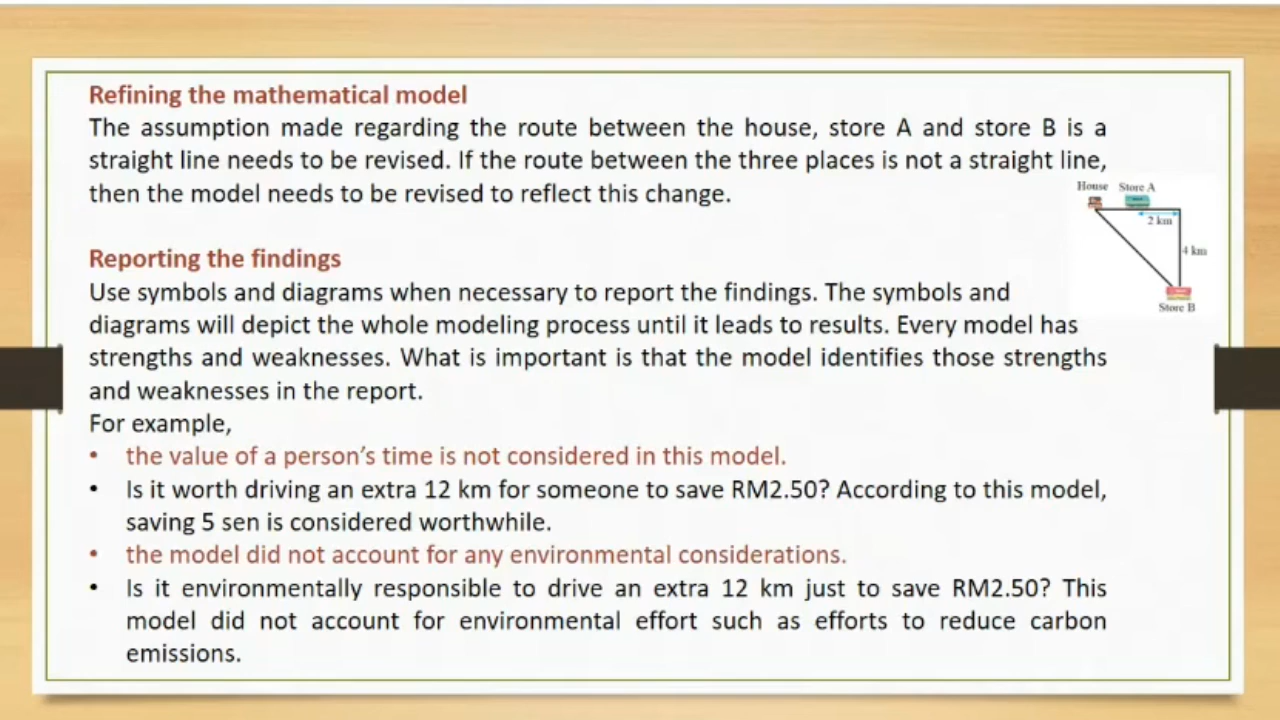 Refining the mathematical model
The assumption made regarding the route between the house, store A and store B is a
straight line needs to be revised. If the route between the three places is not a straight line,
then the model needs to be revised to reflect this change.
House Store A
2 km
4 km
Store B
Reporting the findings
Use symbols and diagrams when necessary to report the findings. The symbols and
diagrams will depict the whole modeling process until it leads to results. Every model has
strengths and weaknesses. What is important is that the model identifies those strengths
and weaknesses in the report.
For example,
• the value of a person’s time is not considered in this model.
• Is it worth driving an extra 12 km for someone to save RM2.50? According to this model,
saving 5 sen is considered worthwhile.
• the model did not account for any environmental considerations.
• Is it environmentally responsible to drive an extra 12 km just to save RM2.50? This
model did not account for environmental effort such as efforts to reduce carbon
emissions.